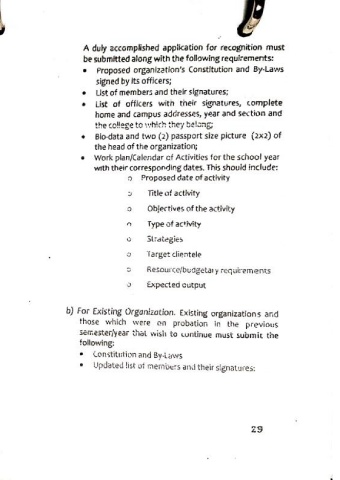 A duly accomplished application for recognition must
be submitted along with the following requirements:
• Proposed organization's Constitution and By-Laws
signed by its officers;
• List of members and their signatures;
• List of officers with their signatures, complete
home and campus addresses, year and section and
the college to which they belong;
• Bio-data and two (2) passport size picture (2x2) of
the head of the organization;
• Work plan/Calendar of Activities for the school year
with their corresponding dates. This should include:
o Proposed date of activity
o Title of activity
o Objectives of the activity
o Type of activity
o Strategies
o Target clientele
o Resource/budgetary requirements
o Expected output
b) For Existing Organization. Existing organizations and
those which were on probation in the previous
semester/year that wish to continue must submit the
following:
• Constitution and By-Laws
• Updated list of members and their signatures:
29